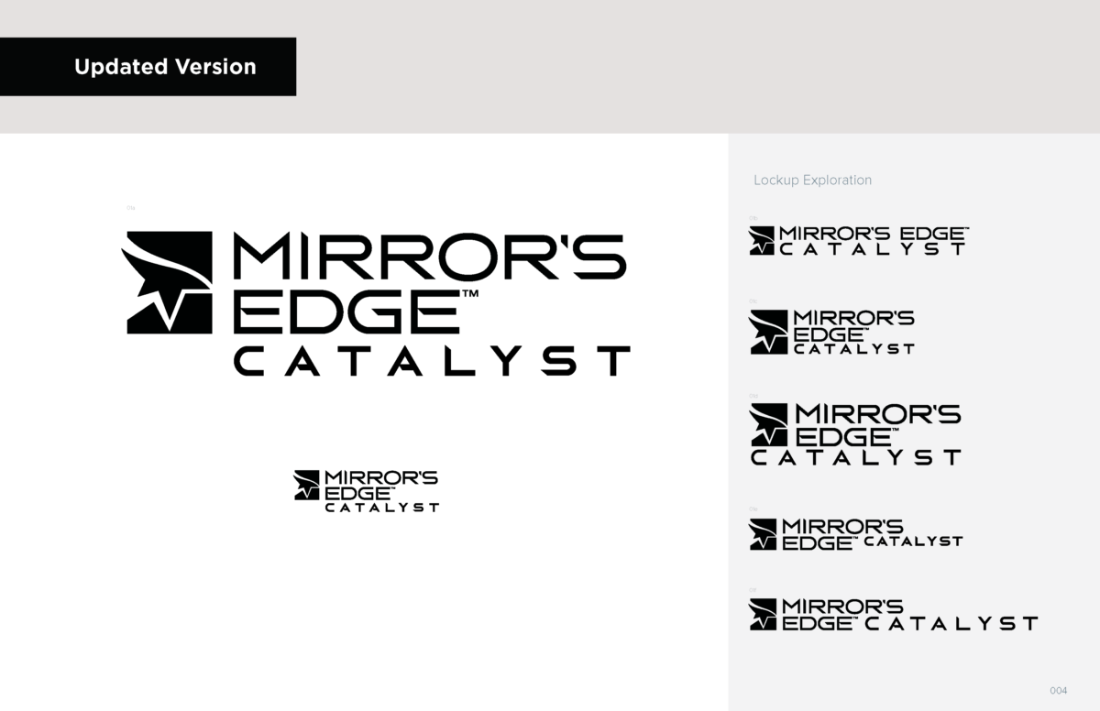 Updated Version
MIRROR'S
EDGE™
CATALYST
MIRROR'S
EDGE™
CATALYST
Lockup Exploration
MIRROR'S EDGE™
CATALYST
MIRROR'S
EDGE™
CATALYST
MIRROR'S
EDGE™
CATALYST
MIRROR'S
EDGE™ CATALYST
MIRROR'S
EDGE™ CATALYST
004